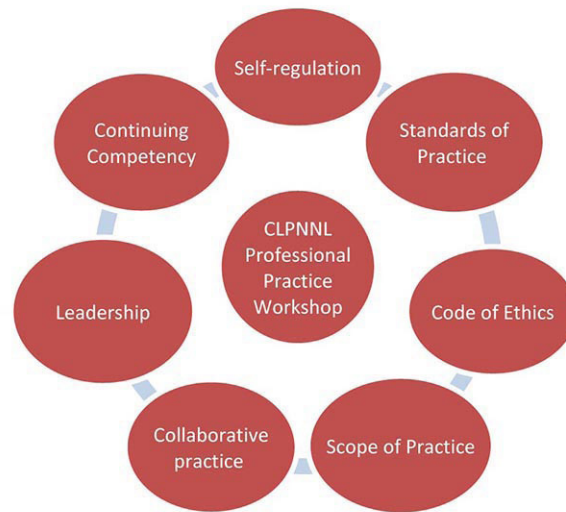 Self-regulation
Standards of
Practice
Code of Ethics
Scope of Practice
Collaborative
practice
Leadership
Continuing
Competency
CLPNNL
Professional
Practice
Workshop